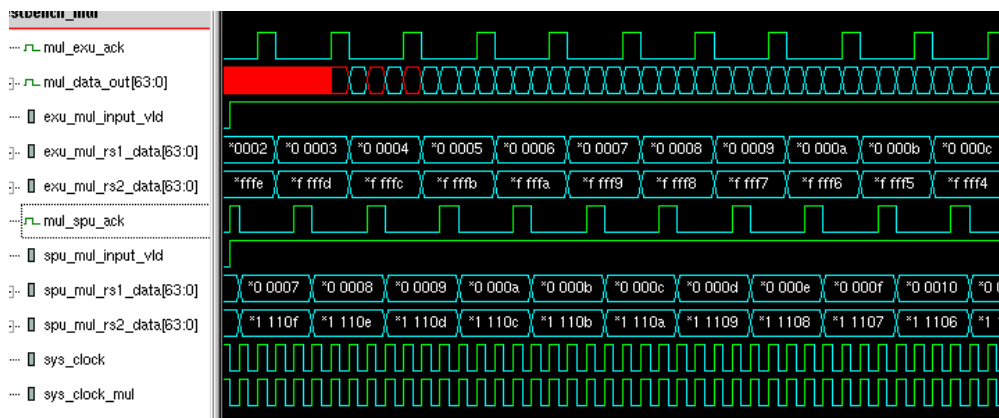 mul_exu_ack
mul_data_out[63:0]
exu_mul_input_vld
exu_mul_rs1_data[63:0] *0002 *0 0003 *0 0004 *0 0005 *0 0006 *0 0007 *0 0008 *0 0009 *0 000a *0 000b *0 000c
exu_mul_rs2_data[63:0] *fffe *f fffd *f fffc *f fffb *f fffa *f fff9 *f fff8 *f fff7 *f fff6 *f fff5 *f fff4
mul_spu_ack
spu_mul_input_vld
spu_mul_rs1_data[63:0] *0 0007 *0 0008 *0 0009 *0 000a *0 000b *0 000c *0 000d *0 000e *0 000f *0 0010 *0
spu_mul_rs2_data[63:0] *1 110f *1 110e *1 110d *1 110c *1 110b *1 110a *1 1109 *1 1108 *1 1107 *1 1106 *1
sys_clock
sys_clock_mul